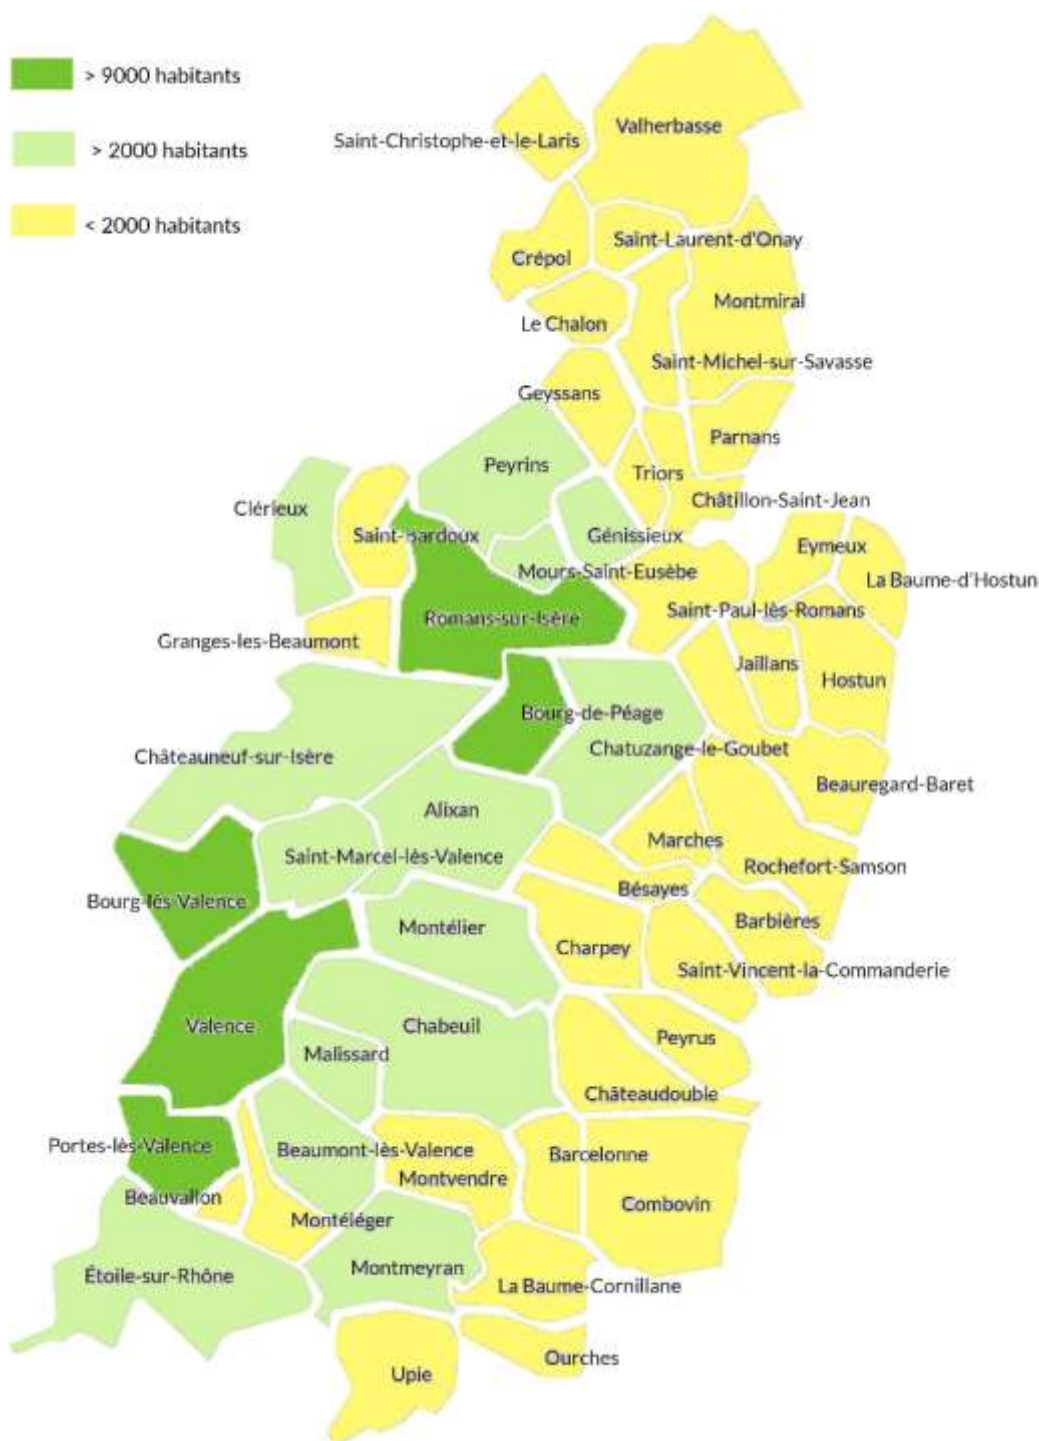 > 9000 habitants
> 2000 habitants
< 2000 habitants
Valherbasse
Saint-Christophe-et-le-Laris
Saint-Laurent-d'Onay
Crépol
Montmiral
Le Chalon
Saint-Michel-sur-Savasse
Geyssans
Parnans
Peyrins
Triors
Châtillon-Saint-Jean
Clérieux
Saint-Bardoux
Génissieux
Eymeux
Mours-Saint-Eusèbe
La Baume-d'Hostun
Saint-Paul-lès-Romans
Romans-sur-Isère
Granges-les-Beaumont
Jaillans
Hostun
Bourg-de-Péage
Chatuzange-le-Goubet
Châteauneuf-sur-Isère
Beauregard-Baret
Alixan
Marches
Saint-Marcel-lès-Valence
Rochefort-Samson
Bésayes
Bourg-lès-Valence
Barbières
Montélier
Charpey
Saint-Vincent-la-Commanderie
Valence
Chabeuil
Peyrus
Malissard
Châteaudouble
Portes-lès-Valence
Beaumont-lès-Valence
Barcelonne
Montvendre
Beauvallon
Combovin
Montéléger
Étoile-sur-Rhône
Montmeyran
La Baume-Cornillane
Ourches
Upie